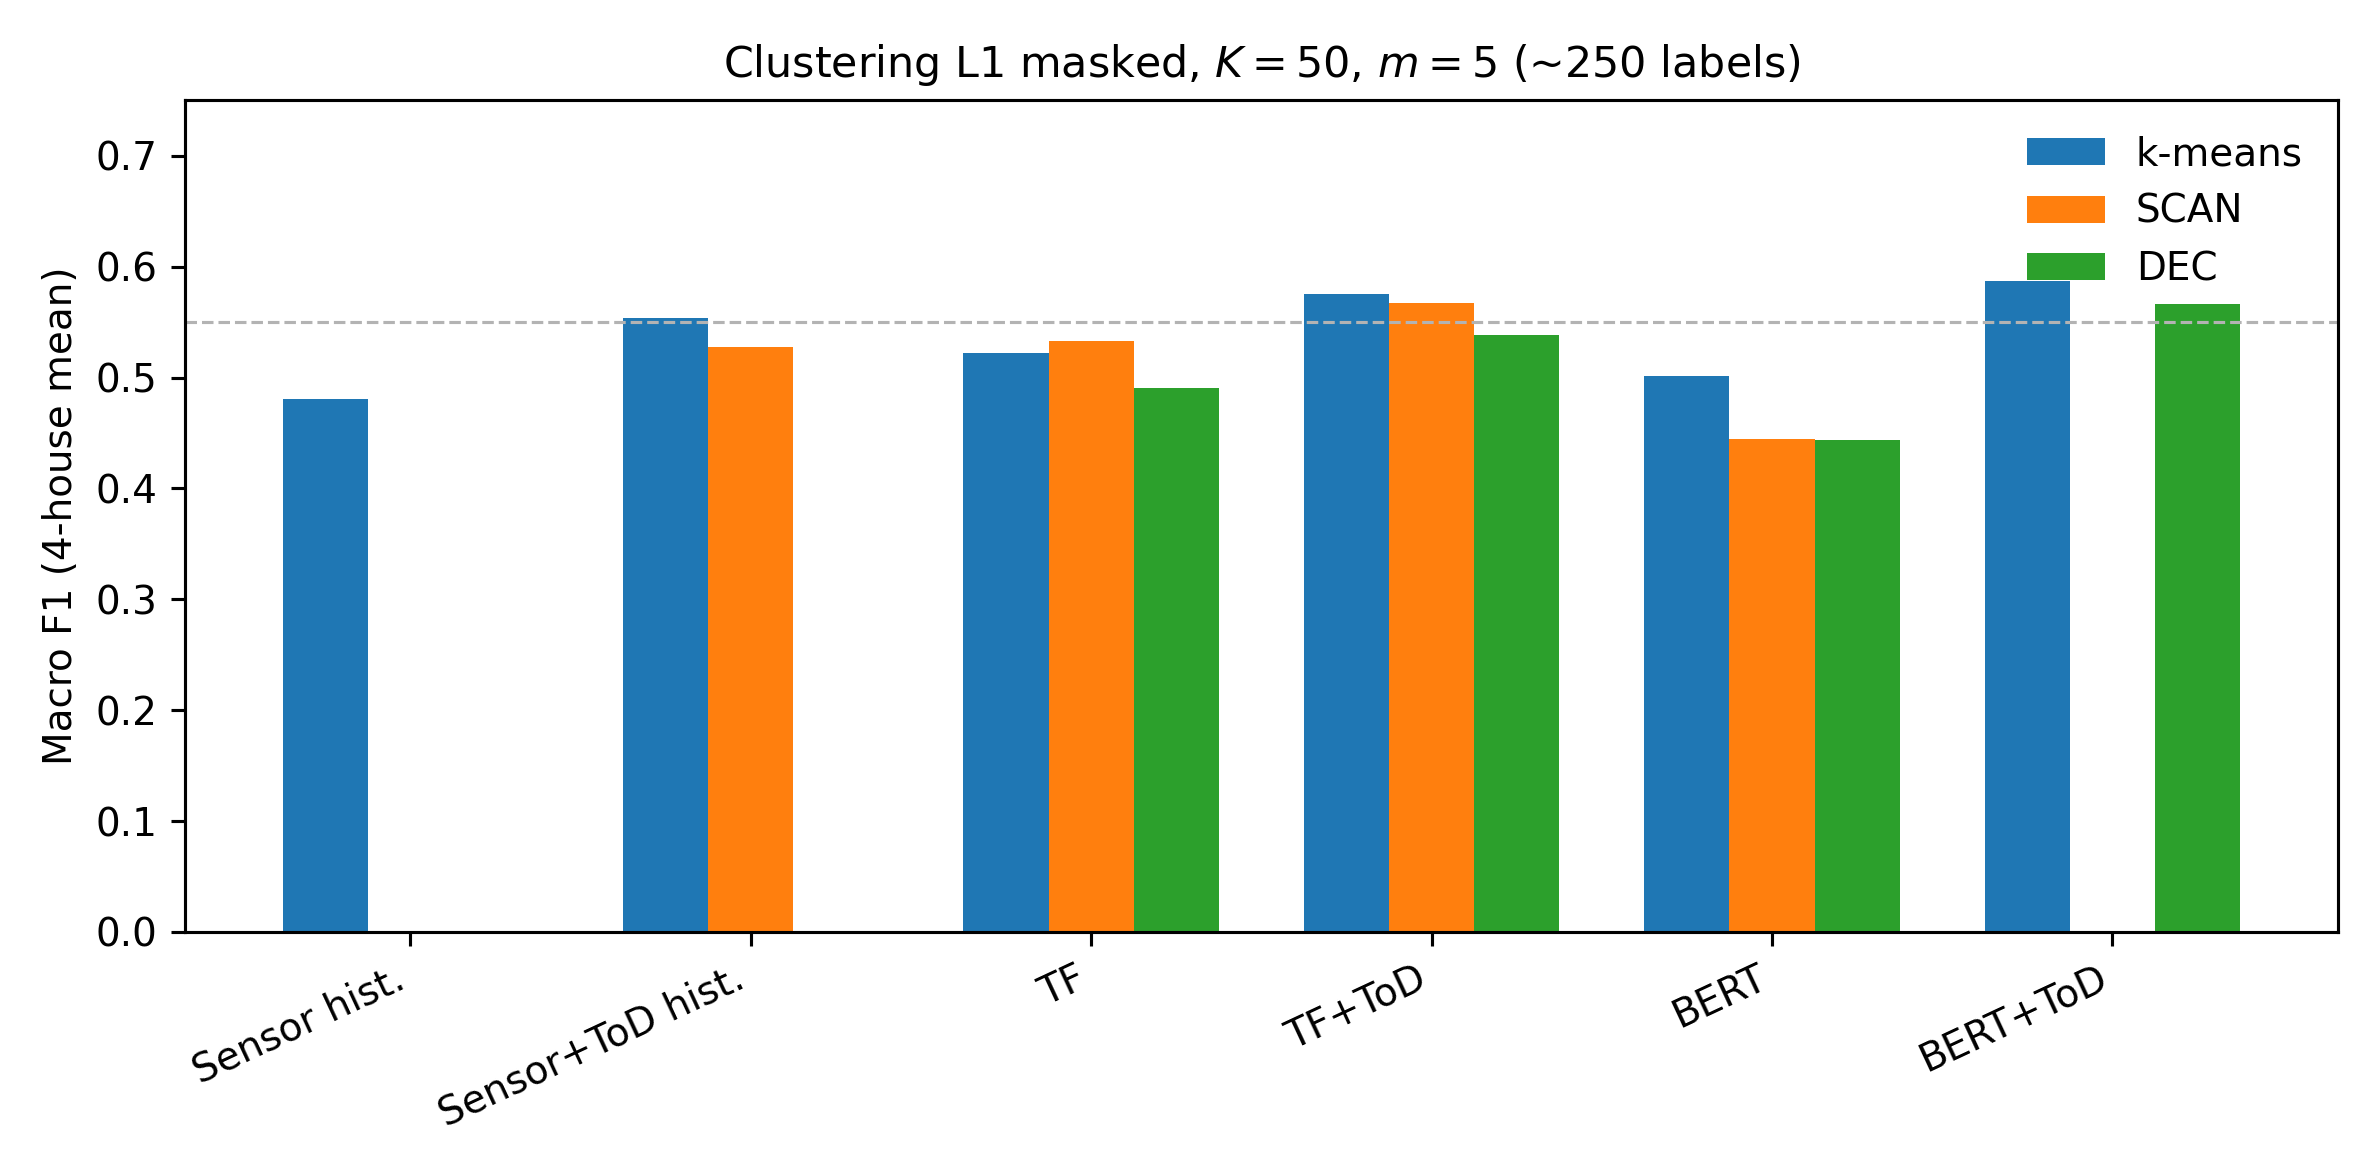 Clustering L1 masked, K = 50, m = 5 (~250 labels)
Macro F1 (4-house mean)
0.7
0.6
0.5
0.4
0.3
0.2
0.1
0.0
k-means
SCAN
DEC
Sensor hist.
Sensor+ToD hist.
TF
TF+ToD
BERT
BERT+ToD